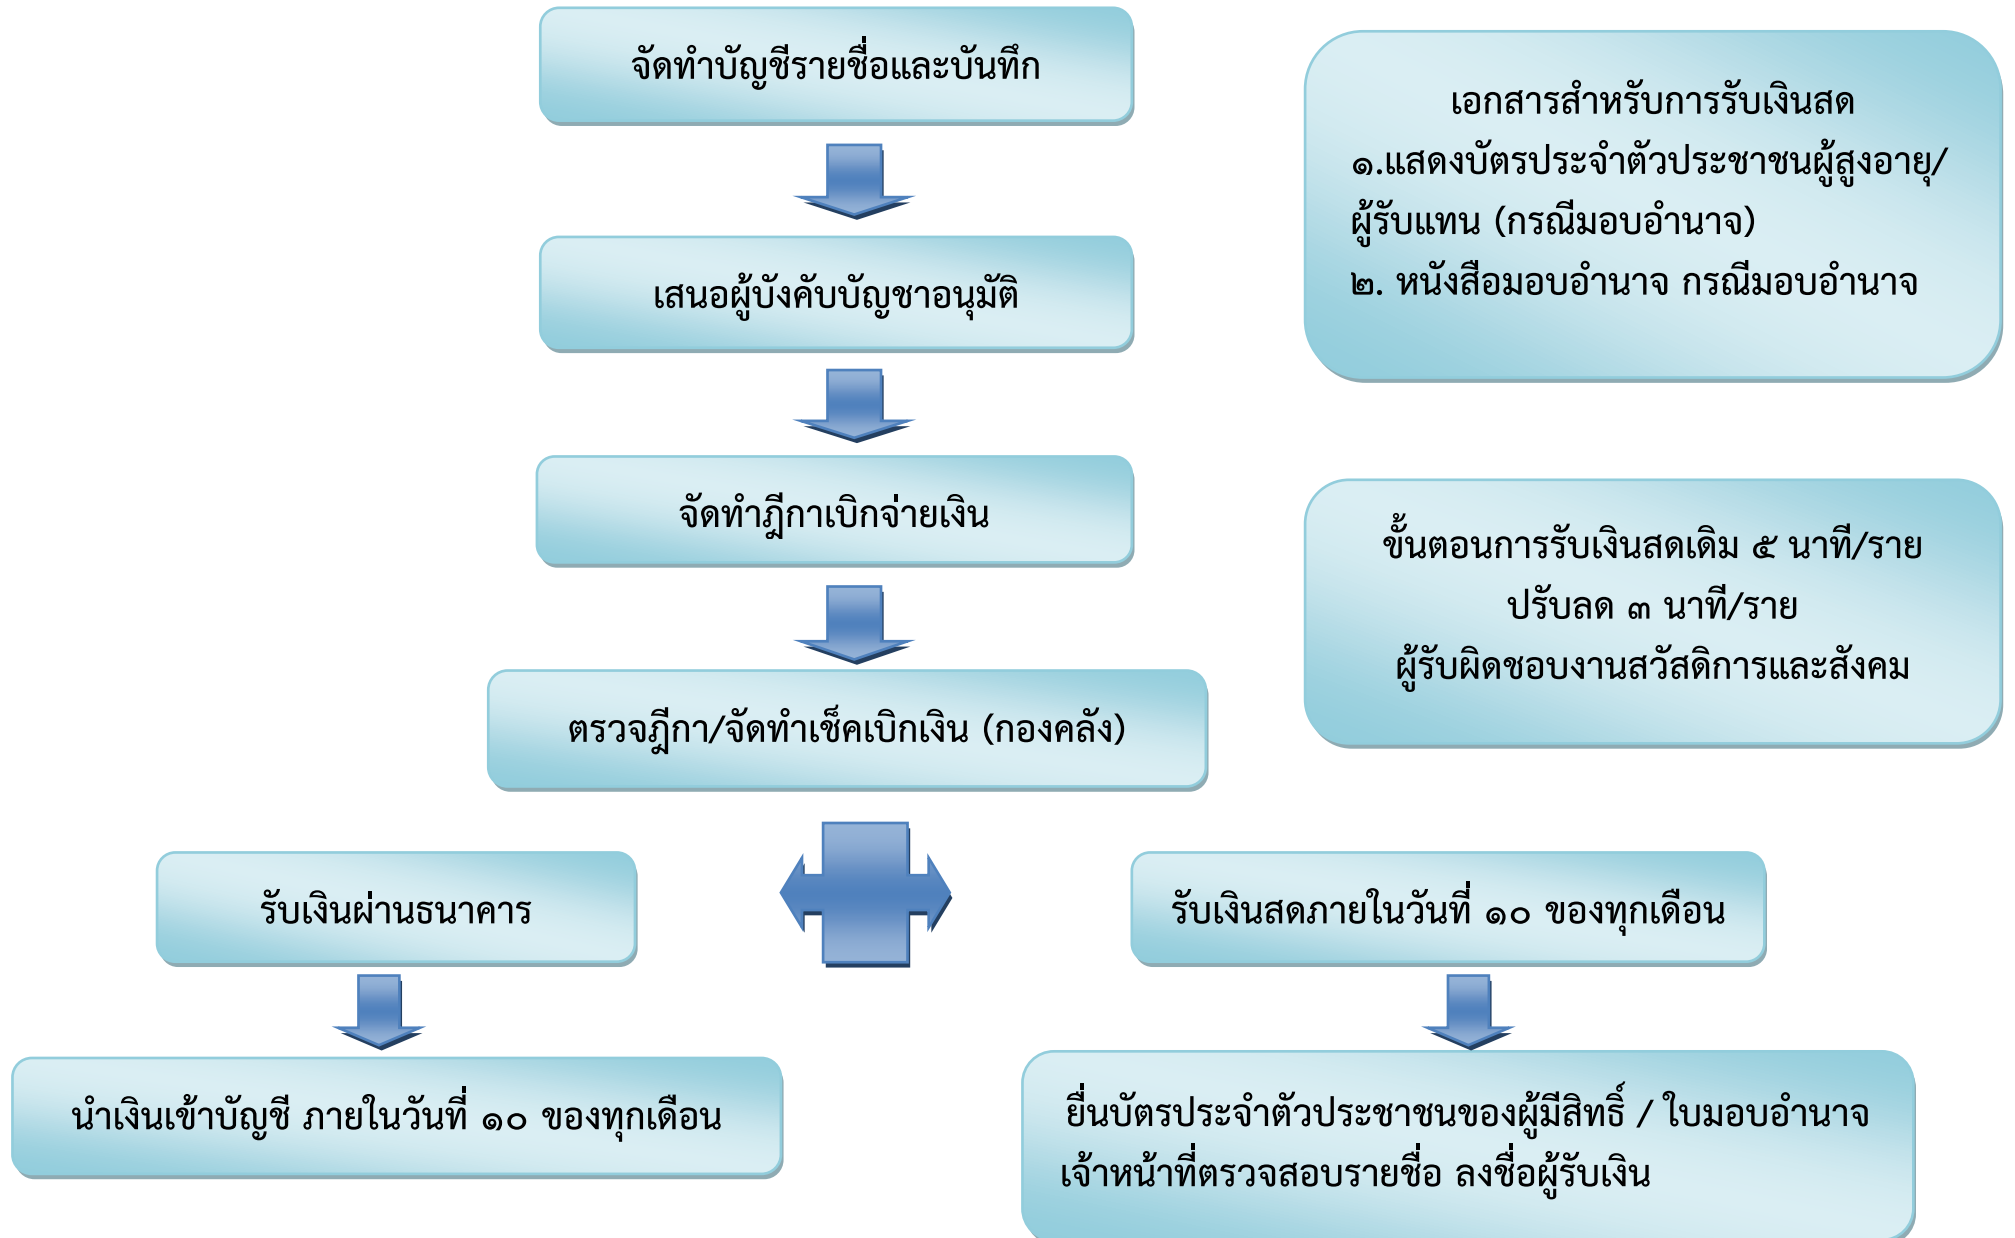 จัดทำบัญชีรายชื่อและบันทึก
เสนอผู้บังคับบัญชาอนุมัติ
จัดทำฎีกาเบิกจ่ายเงิน
ตรวจฎีกา/จัดทำเช็คเบิกเงิน (กองคลัง)
รับเงินผ่านธนาคาร
นำเงินเข้าบัญชี ภายในวันที่ ๑๐ ของทุกเดือน
รับเงินสดภายในวันที่ ๑๐ ของทุกเดือน
ยื่นบัตรประจำตัวประชาชนของผู้มีสิทธิ์ / ใบมอบอำนาจ
เจ้าหน้าที่ตรวจสอบรายชื่อ ลงชื่อผู้รับเงิน
เอกสารสำหรับการรับเงินสด
๑.แสดงบัตรประจำตัวประชาชนผู้สูงอายุ/
ผู้รับแทน (กรณีมอบอำนาจ)
๒. หนังสือมอบอำนาจ กรณีมอบอำนาจ
ขั้นตอนการรับเงินสดเดิม ๕ นาที/ราย
ปรับลด ๓ นาที/ราย
ผู้รับผิดชอบงานสวัสดิการและสังคม